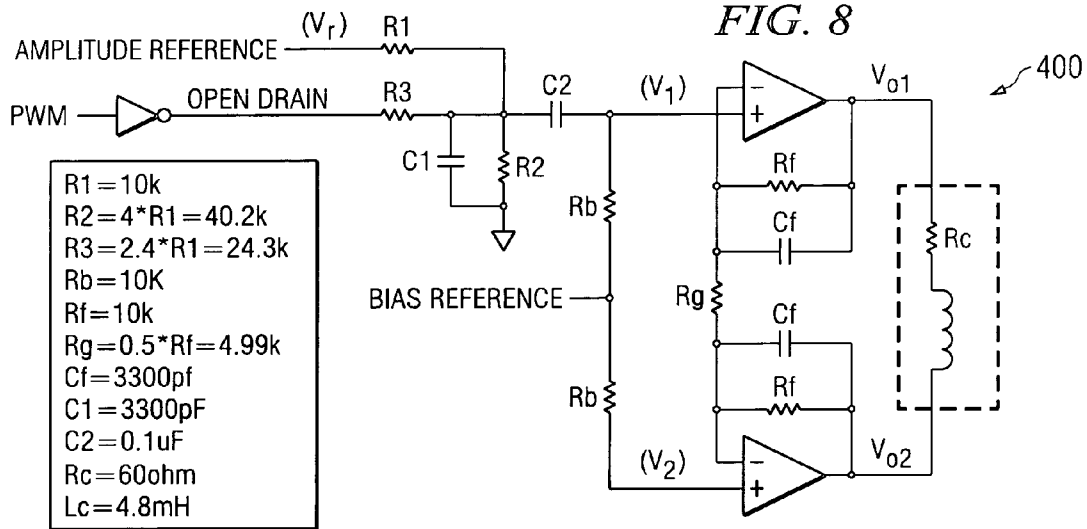 FIG. 8
(Vr) R1
AMPLITUDE REFERENCE
PWM OPEN DRAIN R3
C2 (V1) Vo1 400
C1 R2
R1=10k
R2=4*R1=40.2k
R3=2.4*R1=24.3k
Rb=10K
Rf=10k
Rg=0.5*Rf=4.99k
Cf=3300pf
C1=3300pF
C2=0.1uF
Rc=60ohm
Lc=4.8mH
Rb
BIAS REFERENCE
Rb
(V2)
− +
Rf
Cf
Rg
Cf
Rf
− +
Rc
Vo2